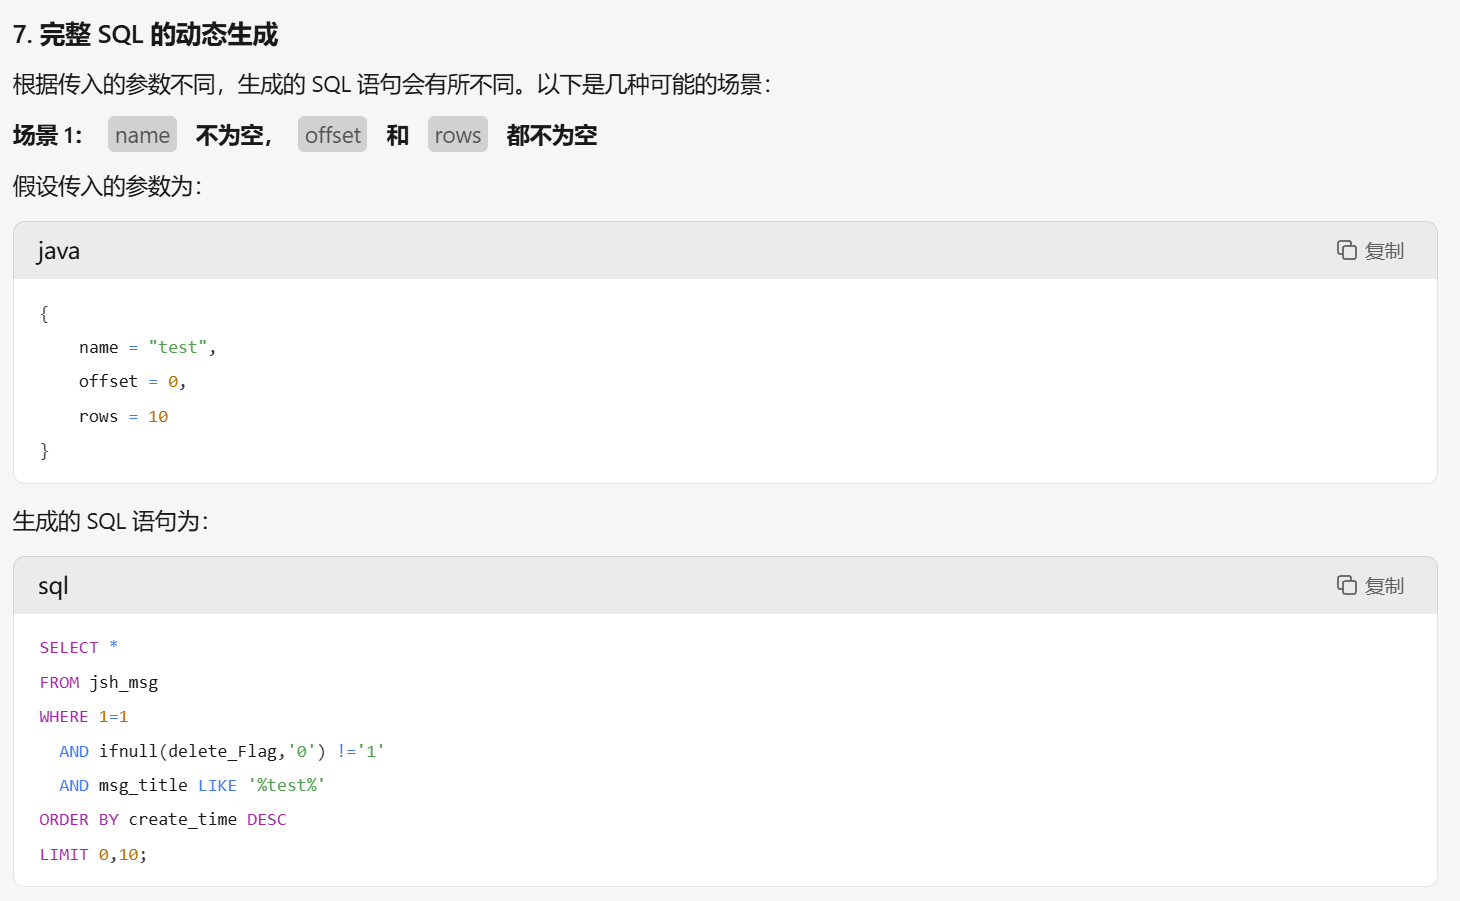 7. 完整 SQL 的动态生成
根据传入的参数不同，生成的 SQL 语句会有所不同。以下是几种可能的场景：
场景 1： name 不为空， offset 和 rows 都不为空
假设传入的参数为：
java 复制
{
    name = "test",
    offset = 0,
    rows = 10
}
生成的 SQL 语句为：
sql 复制
SELECT *
FROM jsh_msg
WHERE 1=1
  AND ifnull(delete_Flag,'0') !='1'
  AND msg_title LIKE '%test%'
ORDER BY create_time DESC
LIMIT 0,10;